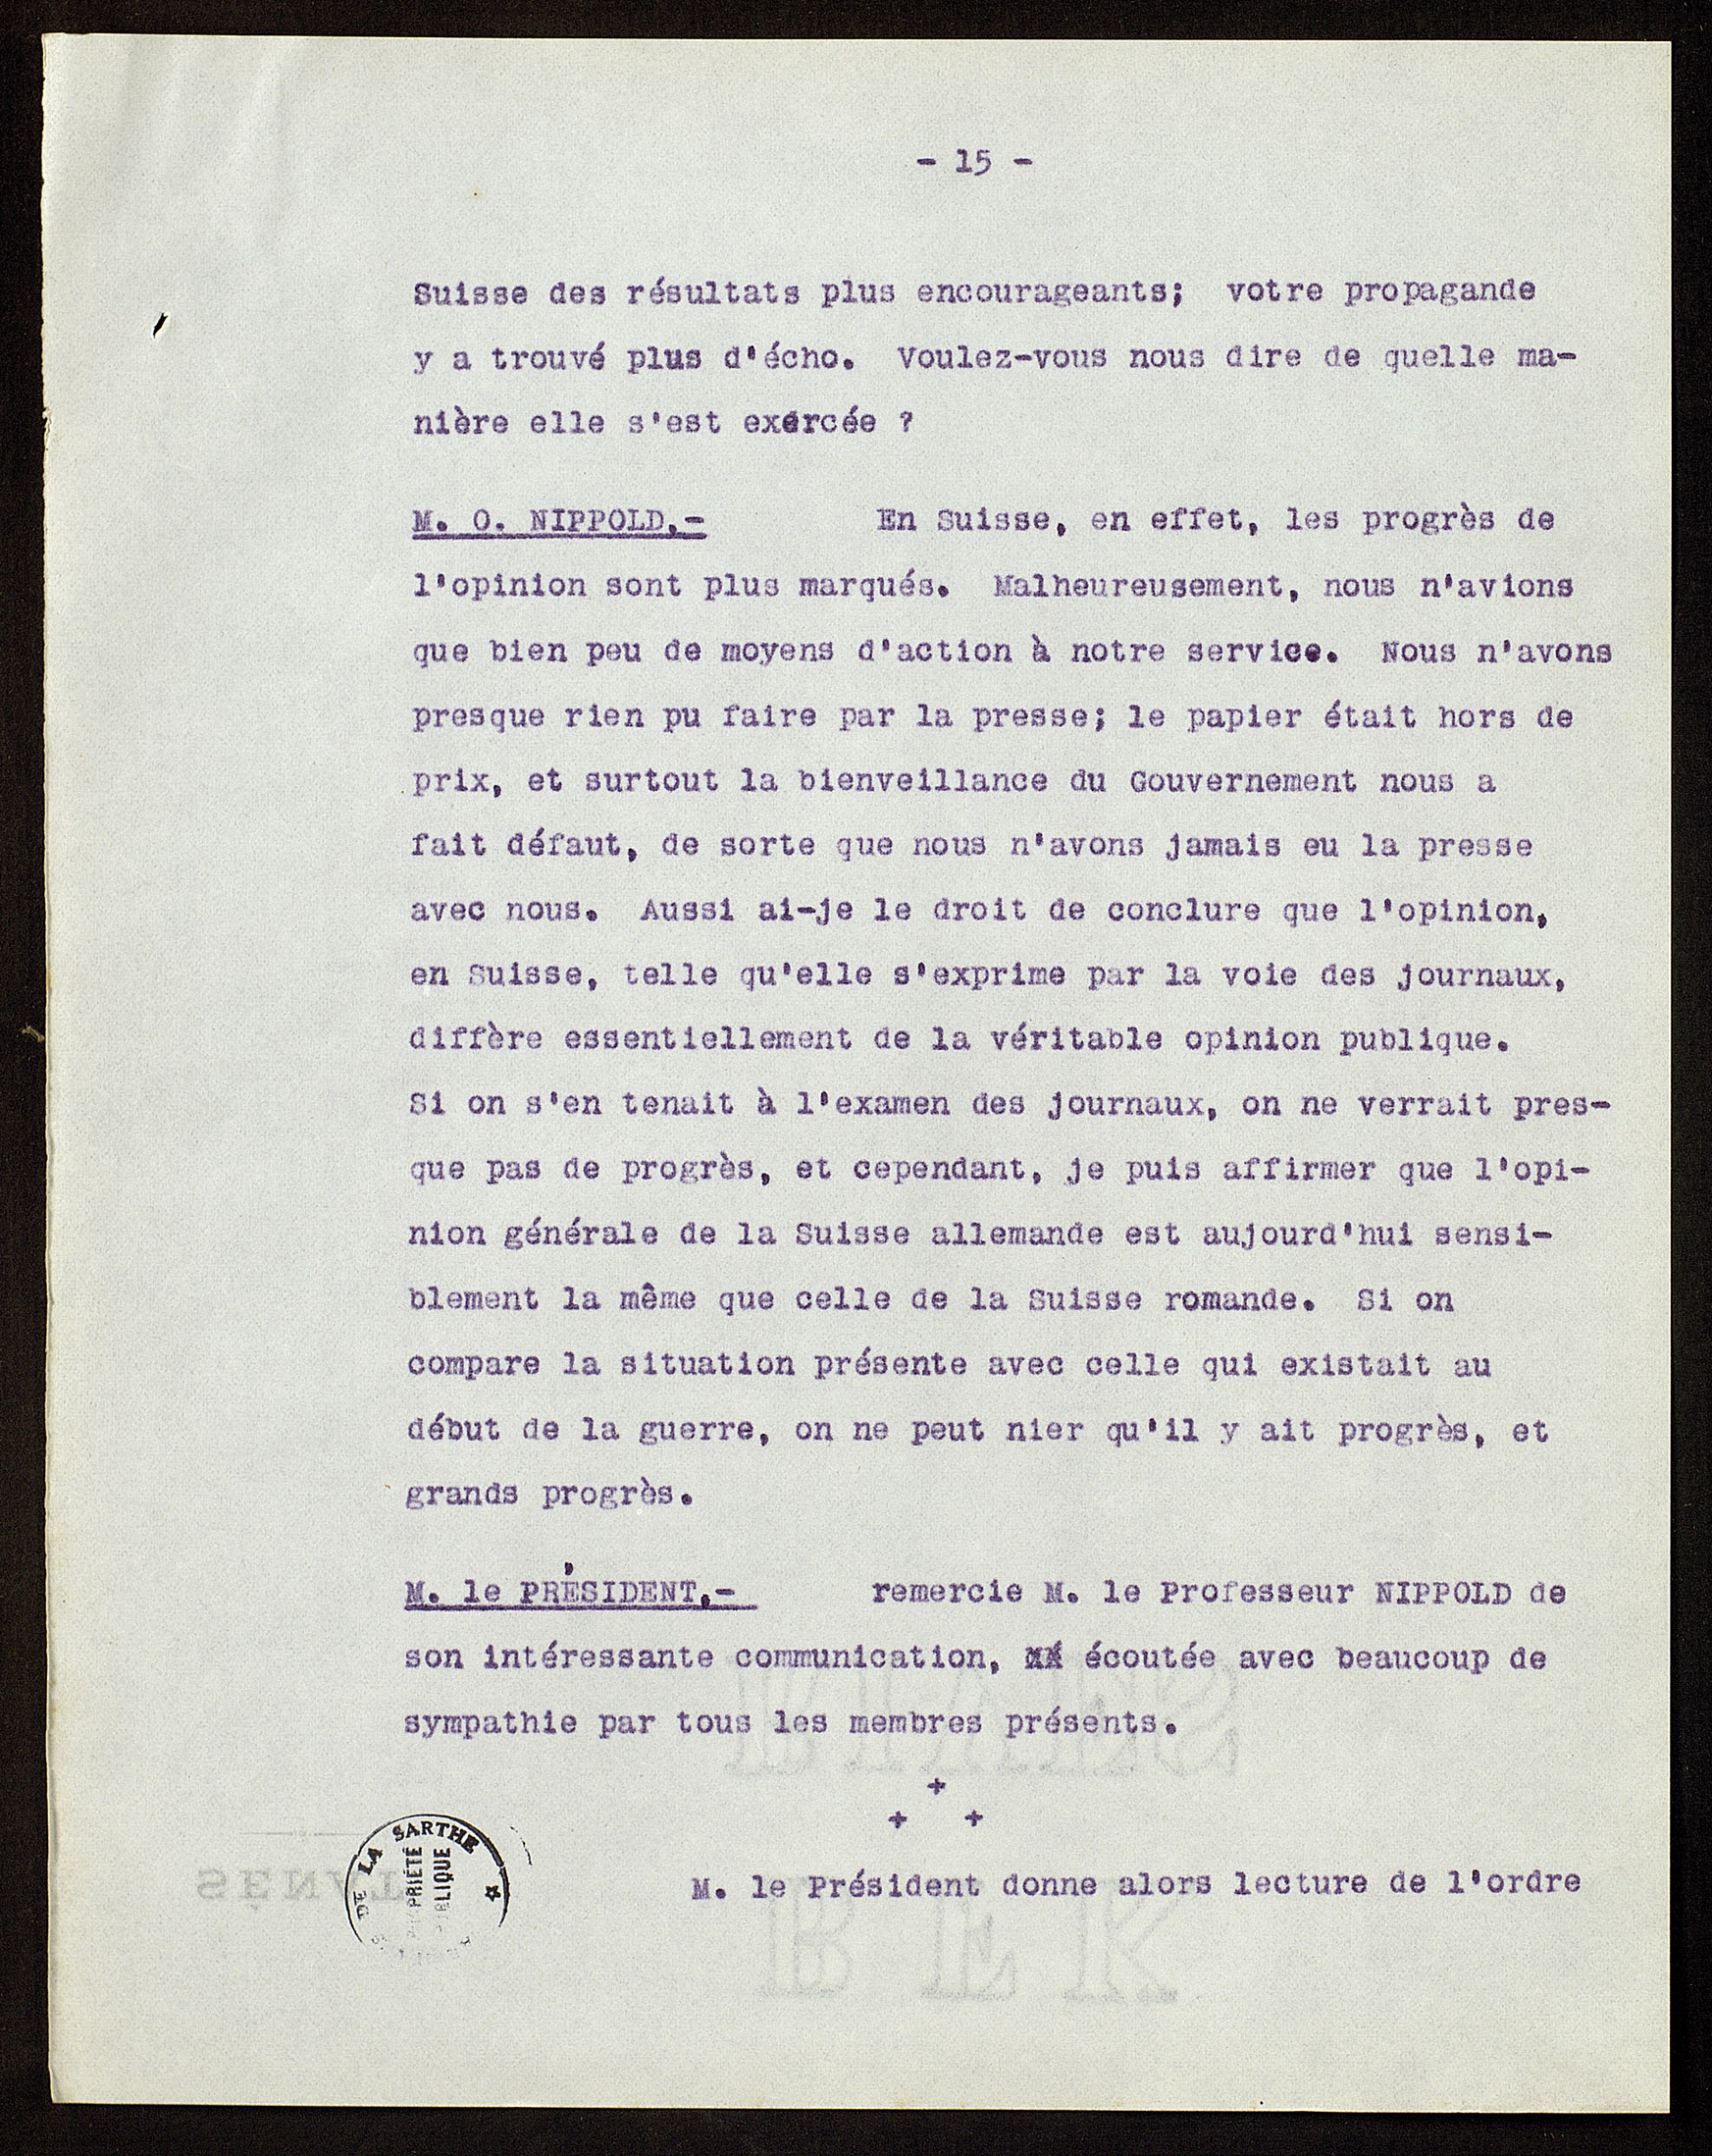 - 15 -
Suisse des résultats plus encourageants; votre propagande
y a trouvé plus d'écho. Voulez-vous nous dire de quelle ma-
nière elle s'est exercée ?
M. O. NIPPOLD.- En Suisse, en effet, les progrès de
l'opinion sont plus marqués. Malheureusement, nous n'avions
que bien peu de moyens d'action à notre service. Nous n'avons
presque rien pu faire par la presse; le papier était hors de
prix, et surtout la bienveillance du Gouvernement nous a
fait défaut, de sorte que nous n'avons jamais eu la presse
avec nous. Aussi ai-je le droit de conclure que l'opinion,
en Suisse, telle qu'elle s'exprime par la voie des journaux,
diffère essentiellement de la véritable opinion publique.
Si on s'en tenait à l'examen des journaux, on ne verrait pres-
que pas de progrès, et cependant, je puis affirmer que l'opi-
nion générale de la Suisse allemande est aujourd'hui sensi-
blement la même que celle de la Suisse romande. Si on
compare la situation présente avec celle qui existait au
début de la guerre, on ne peut nier qu'il y ait progrès, et
grands progrès.
M. le PRÉSIDENT.- remercie M. le Professeur NIPPOLD de
son intéressante communication, écoutée avec beaucoup de
sympathie par tous les membres présents.
+
+ +
M. le Président donne alors lecture de l'ordre
DE LA SARTHE
SÉNAT